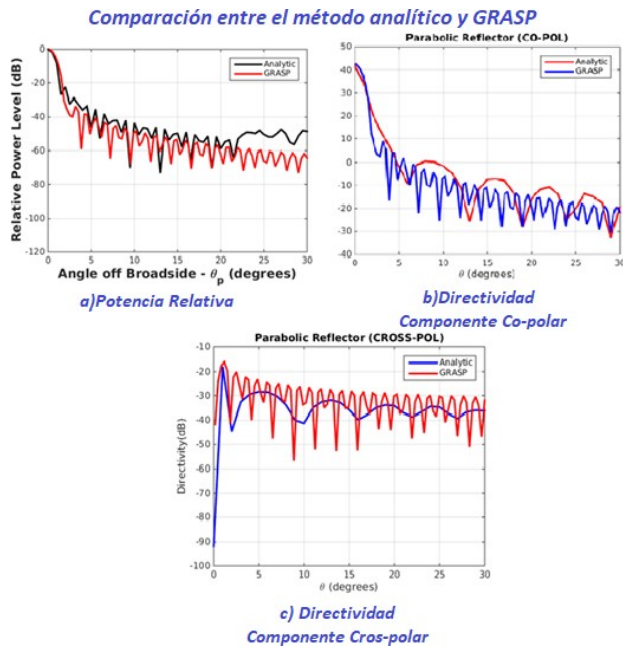 Comparación entre el método analítico y GRASP
Relative Power Level (dB)
0
-20
-40
-60
-80
-100
-120
0 5 10 15 20 25 30
Angle off Broadside - θp (degrees)
Analytic
GRASP
a)Potencia Relativa
Parabolic Reflector (CO-POL)
50
40
30
20
10
0
-10
-20
-30
-40
0 5 10 15 20 25 30
θ (degrees)
Analytic
GRASP
b)Directividad
Componente Co-polar
Parabolic Reflector (CROSS-POL)
Directivity(dB)
-10
-20
-30
-40
-50
-60
-70
-80
-90
-100
0 5 10 15 20 25 30
θ (degrees)
Analytic
GRASP
c) Directividad
Componente Cros-polar